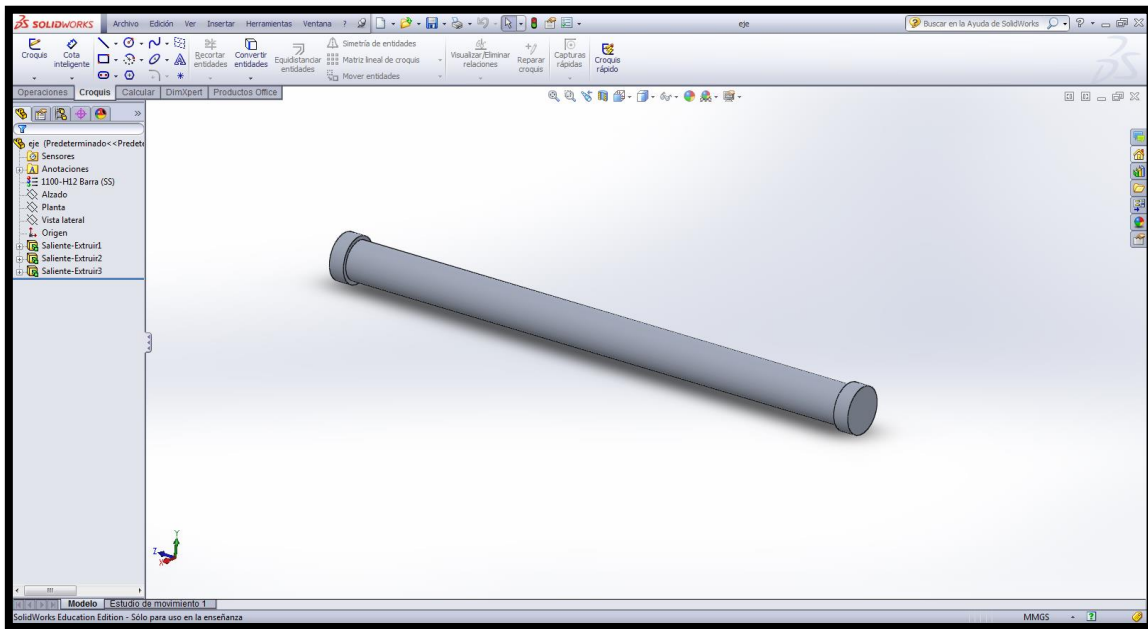 SOLIDWORKS Archivo Edición Ver Insertar Herramientas Ventana ? eje Buscar en la Ayuda de SolidWorks ?
Croquis Cota inteligente Recortar entidades Convertir entidades Equidistanciar entidades Simetría de entidades Visualizar/Eliminar relaciones Reparar croquis Capturas rápidas Croquis rápido
Matriz lineal de croquis
Mover entidades
Operaciones Croquis Calcular DimXpert Productos Office
eje (Predeterminado<<Predete
Sensores
Anotaciones
1100-H12 Barra (SS)
Alzado
Planta
Vista lateral
Origen
Saliente-Extruir1
Saliente-Extruir2
Saliente-Extruir3
Y
Z
X
Modelo Estudio de movimiento 1
SolidWorks Education Edition - Sólo para uso en la enseñanza MMGS